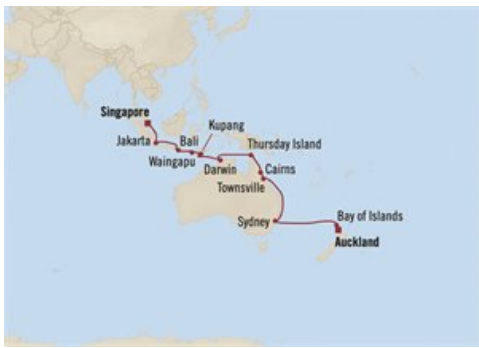 Singapore
Kupang
Jakarta
Bali
Thursday Island
Waingapu
Cairns
Darwin
Townsville
Bay of Islands
Sydney
Auckland